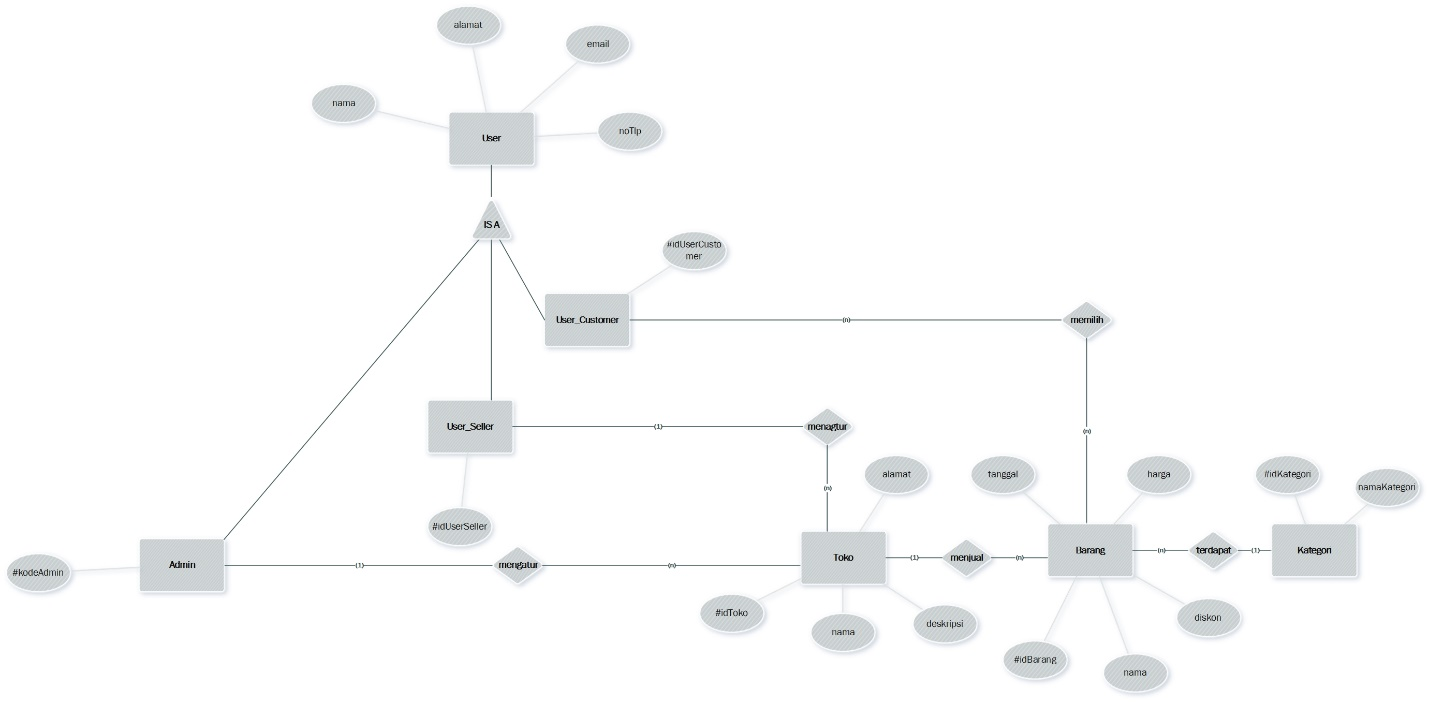 alamat
email
nama
noTlp
User
IS A
#idUserCusto
mer
User_Customer
(n)
memilih
User_Seller
(1)
menagtur
(n)
(n)
alamat
tanggal
harga
#idKategori
namaKategori
#idUserSeller
Admin
#kodeAdmin
(1)
mengatur
(n)
Toko
(1)
menjual
(n)
Barang
(n)
terdapat
(1)
Kategori
#idToko
nama
deskripsi
diskon
#idBarang
nama